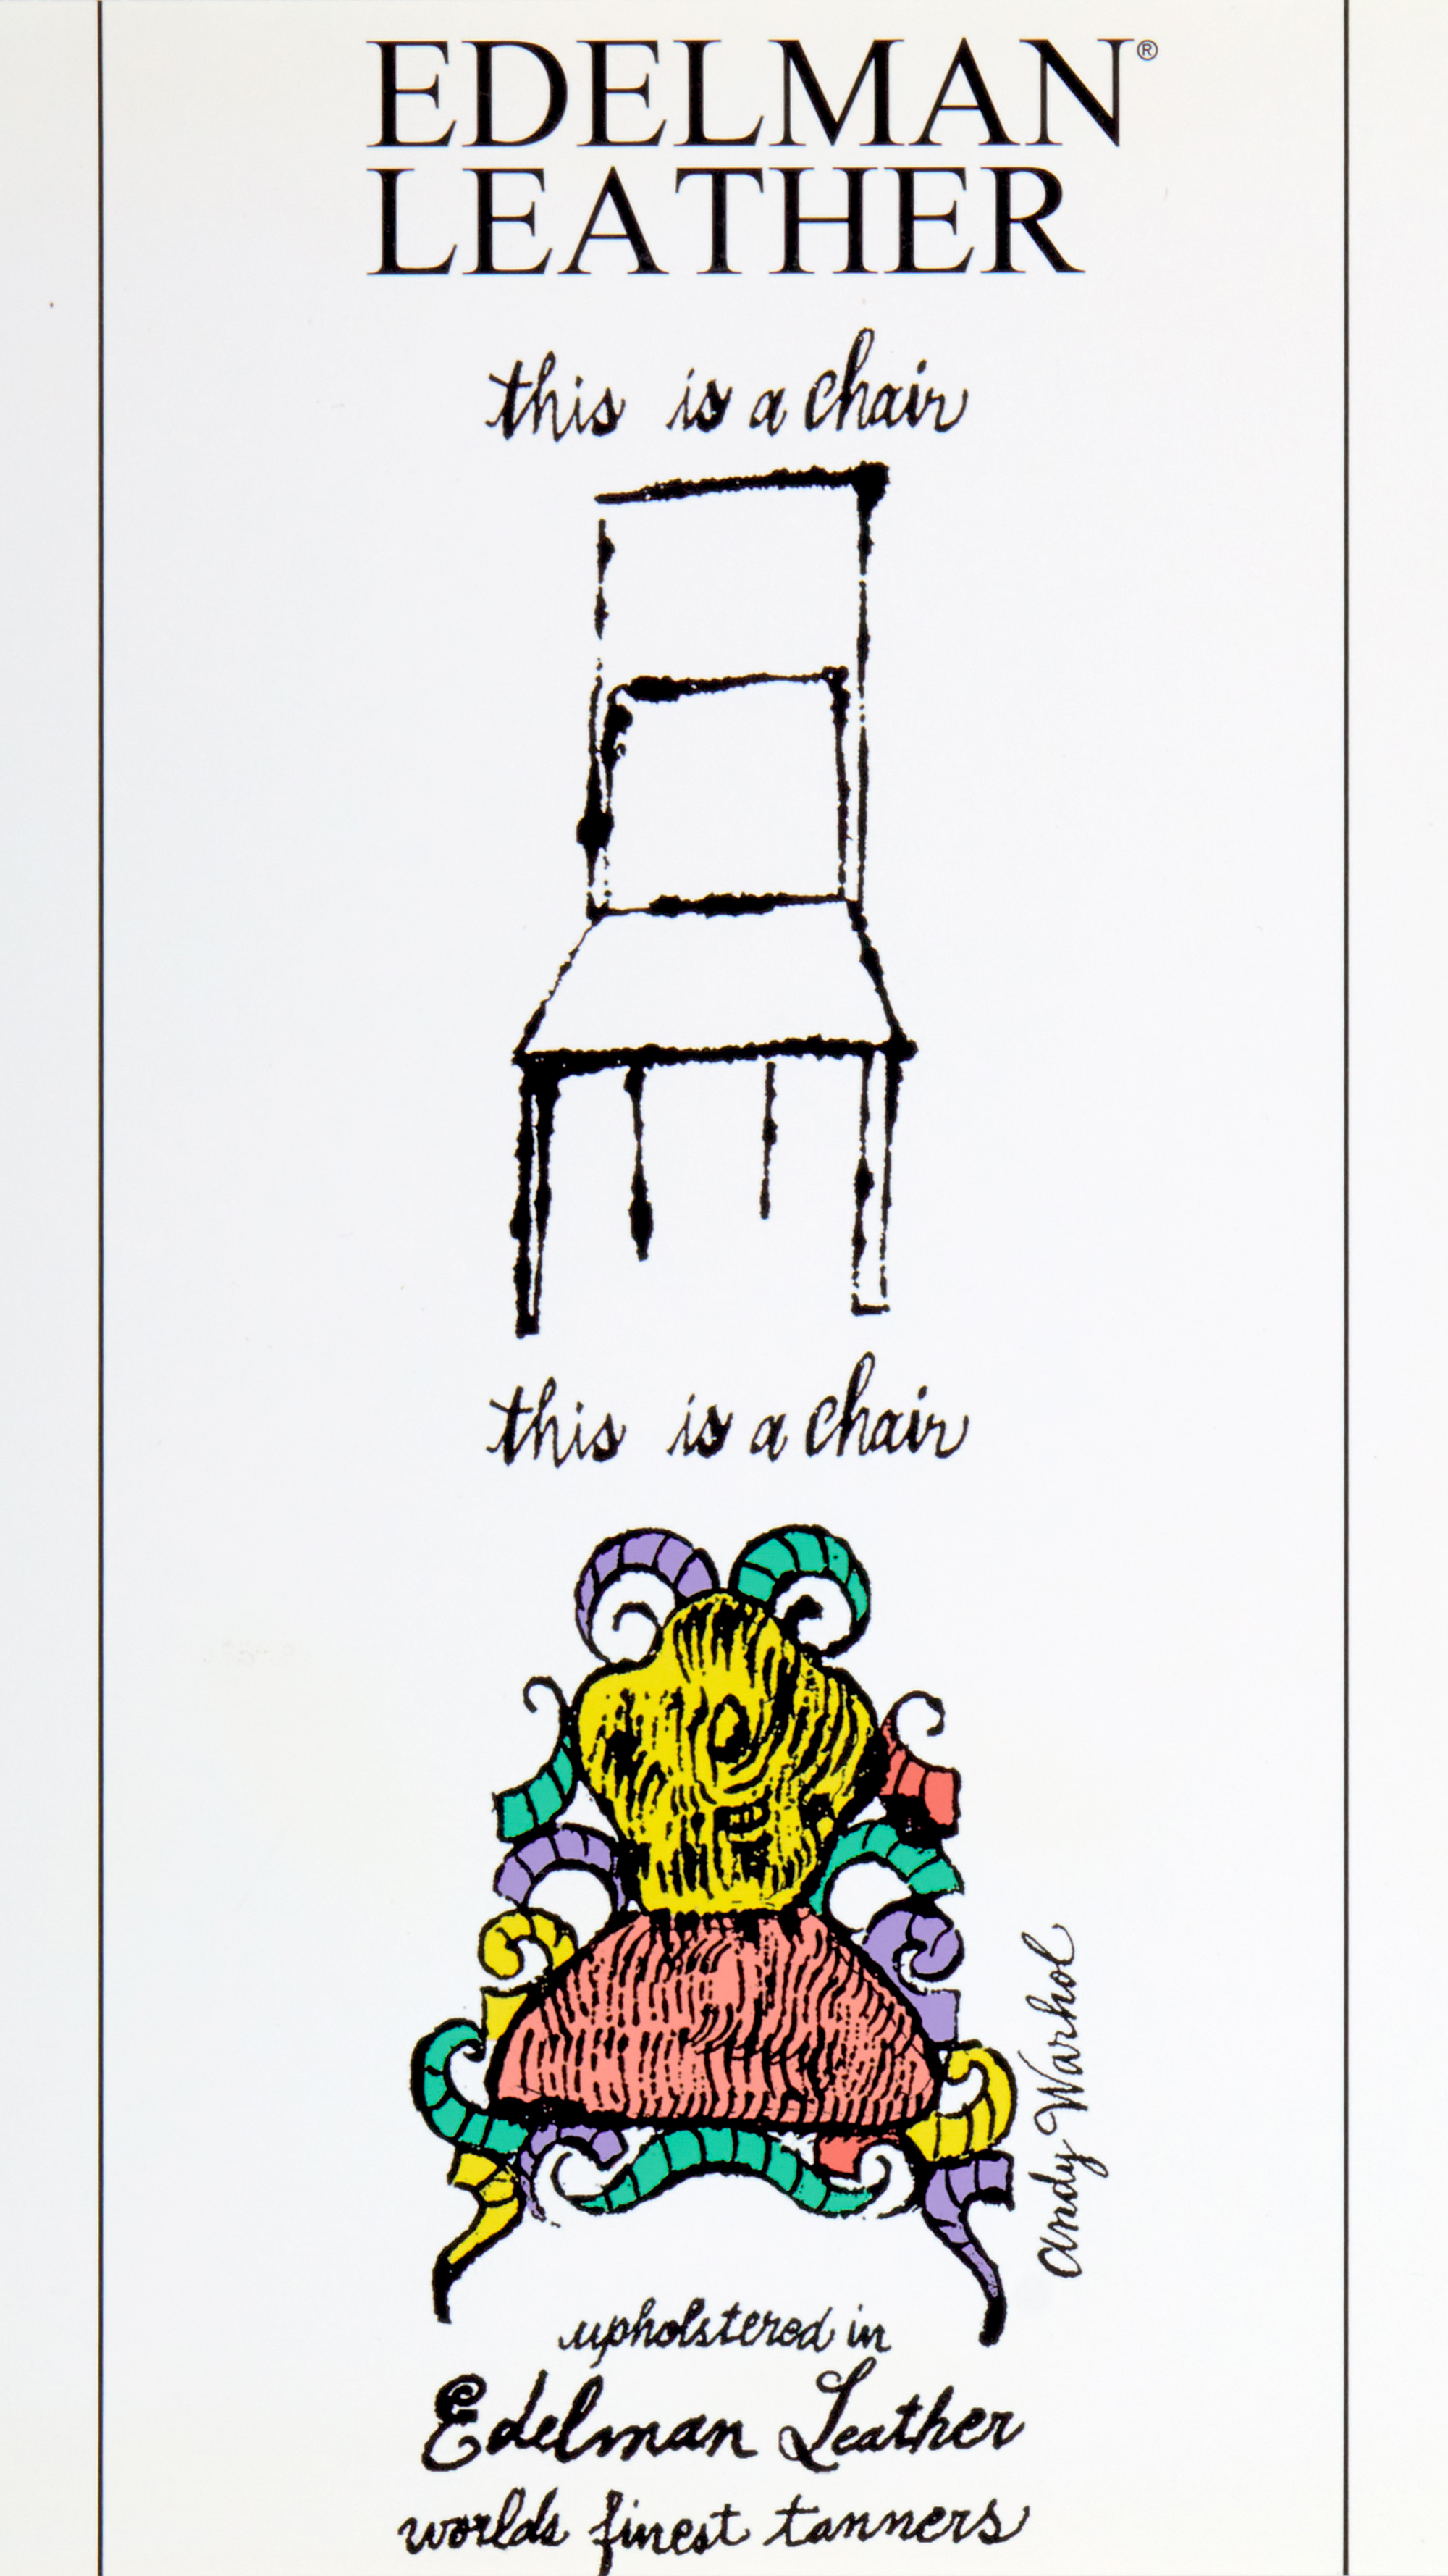 EDELMAN®
LEATHER
this is a chair
this is a chair
Andy Warhol
upholstered in
Edelman Leather
worlds finest tanners